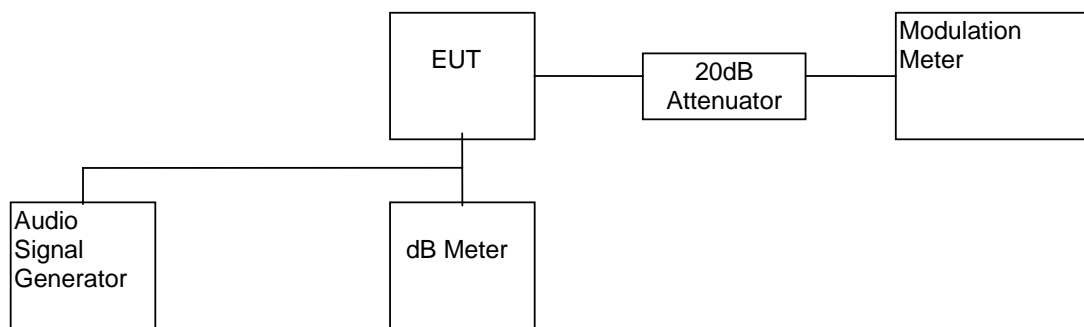 EUT
20dB
Attenuator
Modulation
Meter
Audio
Signal
Generator
dB Meter